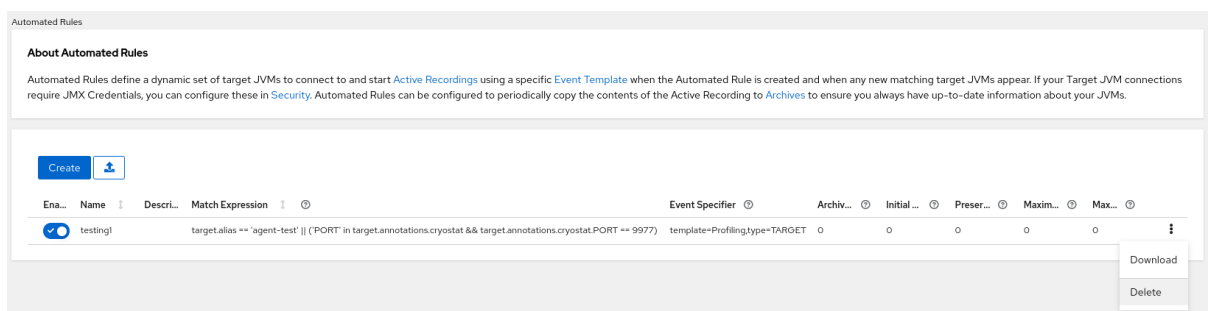 Automated Rules
About Automated Rules
Automated Rules define a dynamic set of target JVMs to connect to and start Active Recordings using a specific Event Template when the Automated Rule is created and when any new matching target JVMs appear. If your Target JVM connections
require JMX Credentials, you can configure these in Security. Automated Rules can be configured to periodically copy the contents of the Active Recording to Archives to ensure you always have up-to-date information about your JVMs.
Create
Ena... Name Descri... Match Expression Event Specifier Archiv... Initial ... Preser... Maxim... Max...
testing1 target.alias == 'agent-test' || ('PORT' in target.annotations.cryostat && target.annotations.cryostat.PORT == 9977) template=Profiling,type=TARGET 0 0 0 0 0
Download
Delete